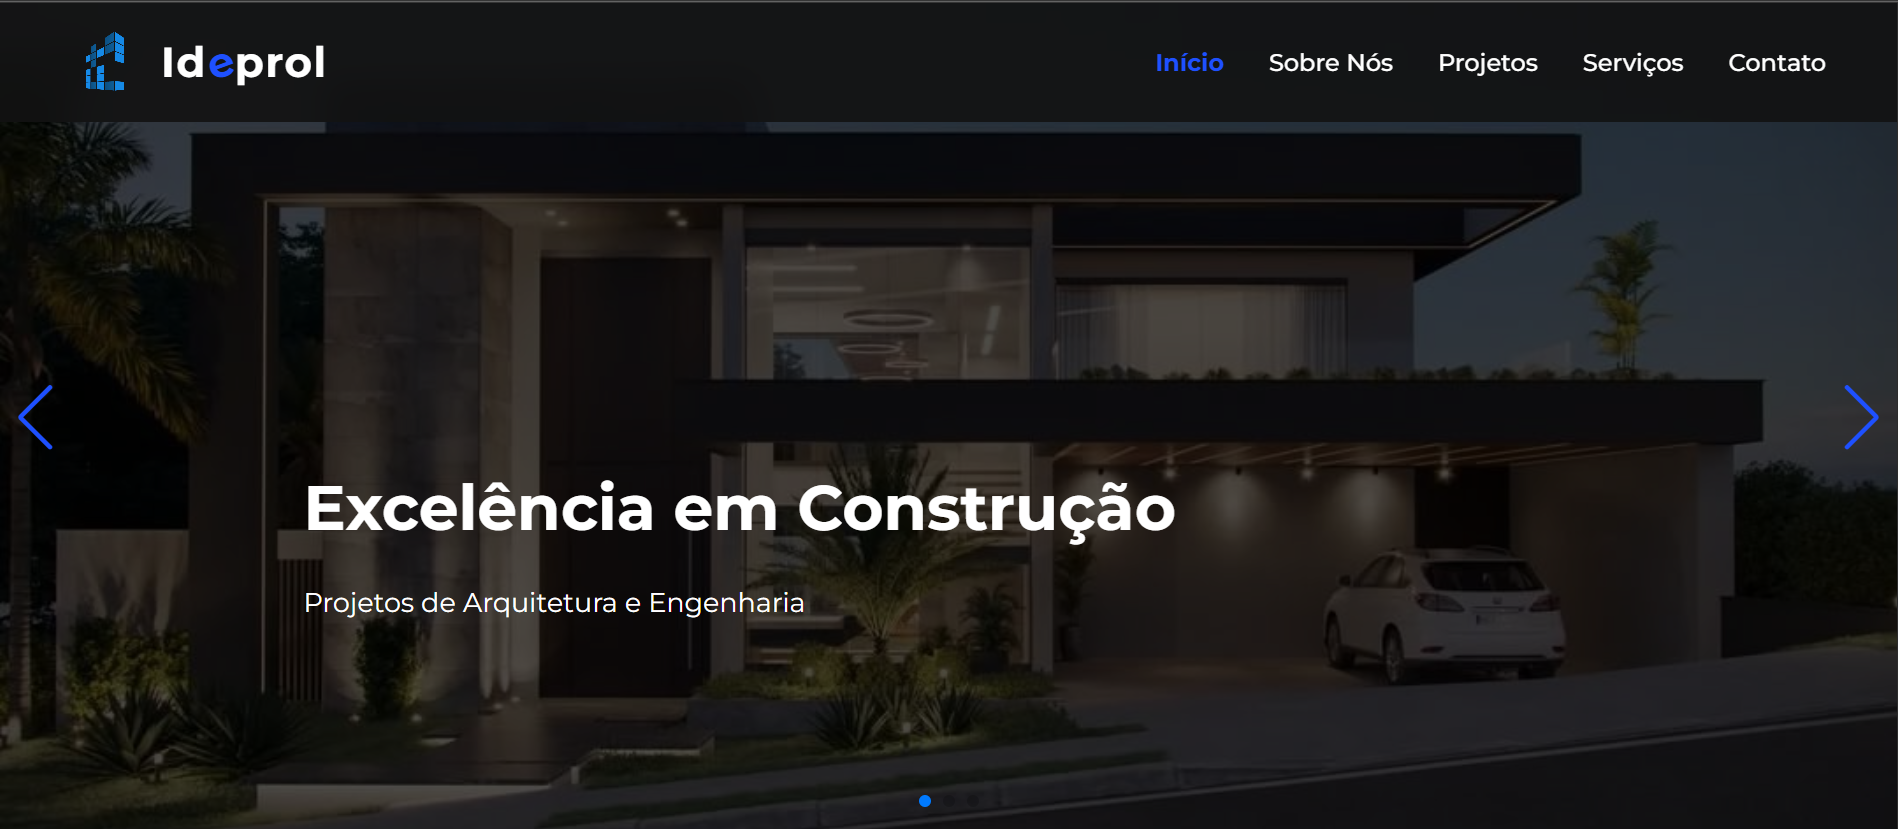 Ideprol
Início Sobre Nós Projetos Serviços Contato
Excelência em Construção
Projetos de Arquitetura e Engenharia